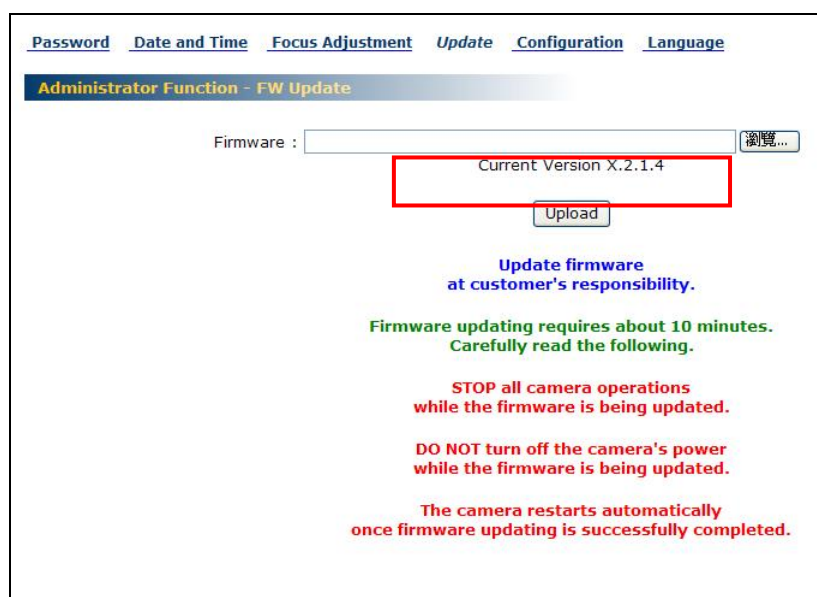 Password Date and Time Focus Adjustment Update Configuration Language
Administrator Function - FW Update
Firmware : 瀏覽...
Current Version X.2.1.4
Upload
Update firmware
at customer's responsibility.
Firmware updating requires about 10 minutes.
Carefully read the following.
STOP all camera operations
while the firmware is being updated.
DO NOT turn off the camera's power
while the firmware is being updated.
The camera restarts automatically
once firmware updating is successfully completed.